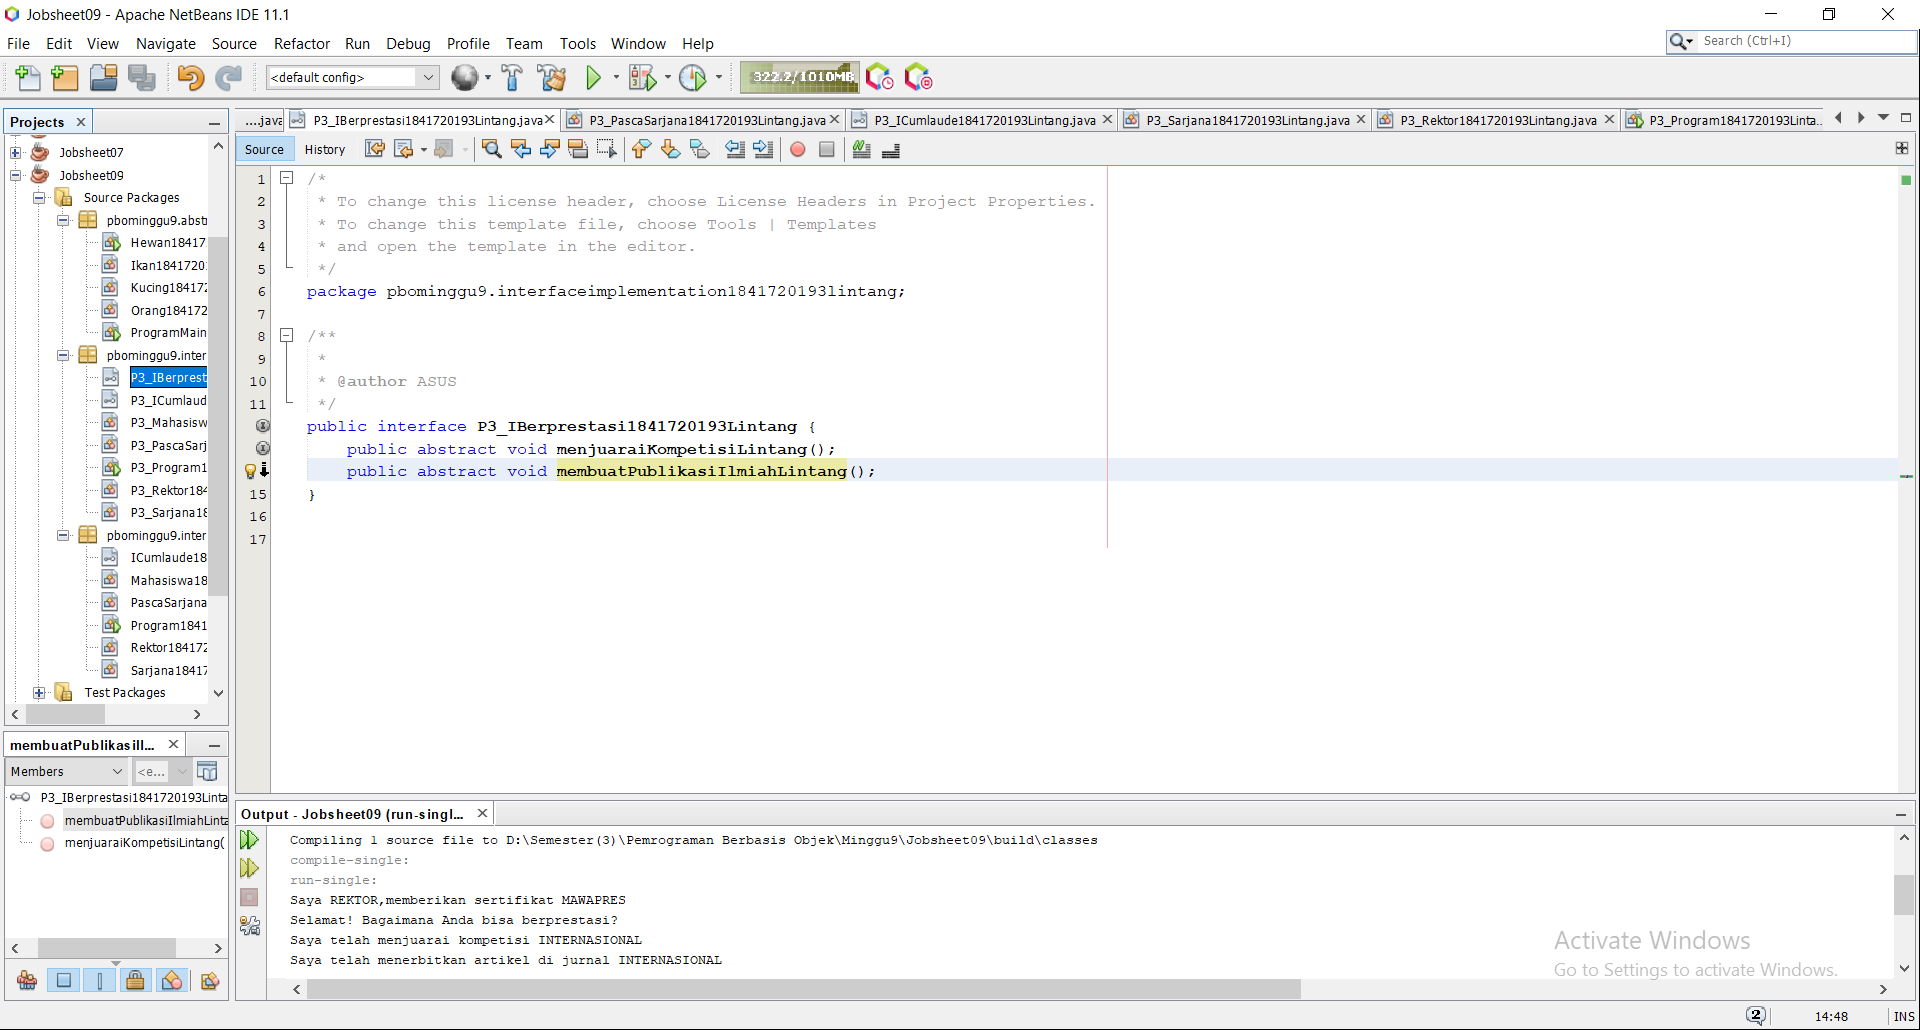 Jobsheet09 - Apache NetBeans IDE 11.1
File Edit View Navigate Source Refactor Run Debug Profile Team Tools Window Help
Search (Ctrl+I)
<default config>
322.2/1010MB
Projects
Jobsheet07
Jobsheet09
Source Packages
pbominggu9.abst
Hewan18417
Ikan1841720
Kucing18417
Orang184172
ProgramMain
pbominggu9.inter
P3_IBerprest
P3_ICumlaud
P3_Mahasisw
P3_PascaSarj
P3_Program1
P3_Rektor184
P3_Sarjana18
pbominggu9.inter
ICumlaude18
Mahasiswa18
PascaSarjana
Program1841
Rektor184172
Sarjana18417
Test Packages
membuatPublikasiIl...
Members
<e...
P3_IBerprestasi1841720193Linta
membuatPublikasiIlmiahLinta
menjuaraiKompetisiLintang(
....java
P3_IBerprestasi1841720193Lintang.java
P3_PascaSarjana1841720193Lintang.java
P3_ICumlaude1841720193Lintang.java
P3_Sarjana1841720193Lintang.java
P3_Rektor1841720193Lintang.java
P3_Program1841720193Linta...
Source History
1 /*
2 * To change this license header, choose License Headers in Project Properties.
3 * To change this template file, choose Tools | Templates
4 * and open the template in the editor.
5 */
6 package pbominggu9.interfaceimplementation1841720193lintang;
7
8 /**
9 *
10 * @author ASUS
11 */
public interface P3_IBerprestasi1841720193Lintang {
public abstract void menjuaraiKompetisiLintang();
public abstract void membuatPublikasiIlmiahLintang();
15 }
16
17
Output - Jobsheet09 (run-singl...
Compiling 1 source file to D:\Semester(3)\Pemrograman Berbasis Objek\Minggu9\Jobsheet09\build\classes
compile-single:
run-single:
Saya REKTOR,memberikan sertifikat MAWAPRES
Selamat! Bagaimana Anda bisa berprestasi?
Saya telah menjuarai kompetisi INTERNASIONAL
Saya telah menerbitkan artikel di jurnal INTERNASIONAL
Activate Windows
Go to Settings to activate Windows.
2
14:48
INS